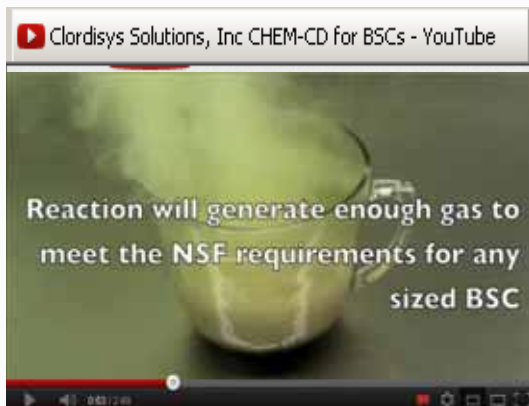 Clordisys Solutions, Inc CHEM-CD for BSCs - YouTube
Reaction will generate enough gas to
meet the NSF requirements for any
sized BSC